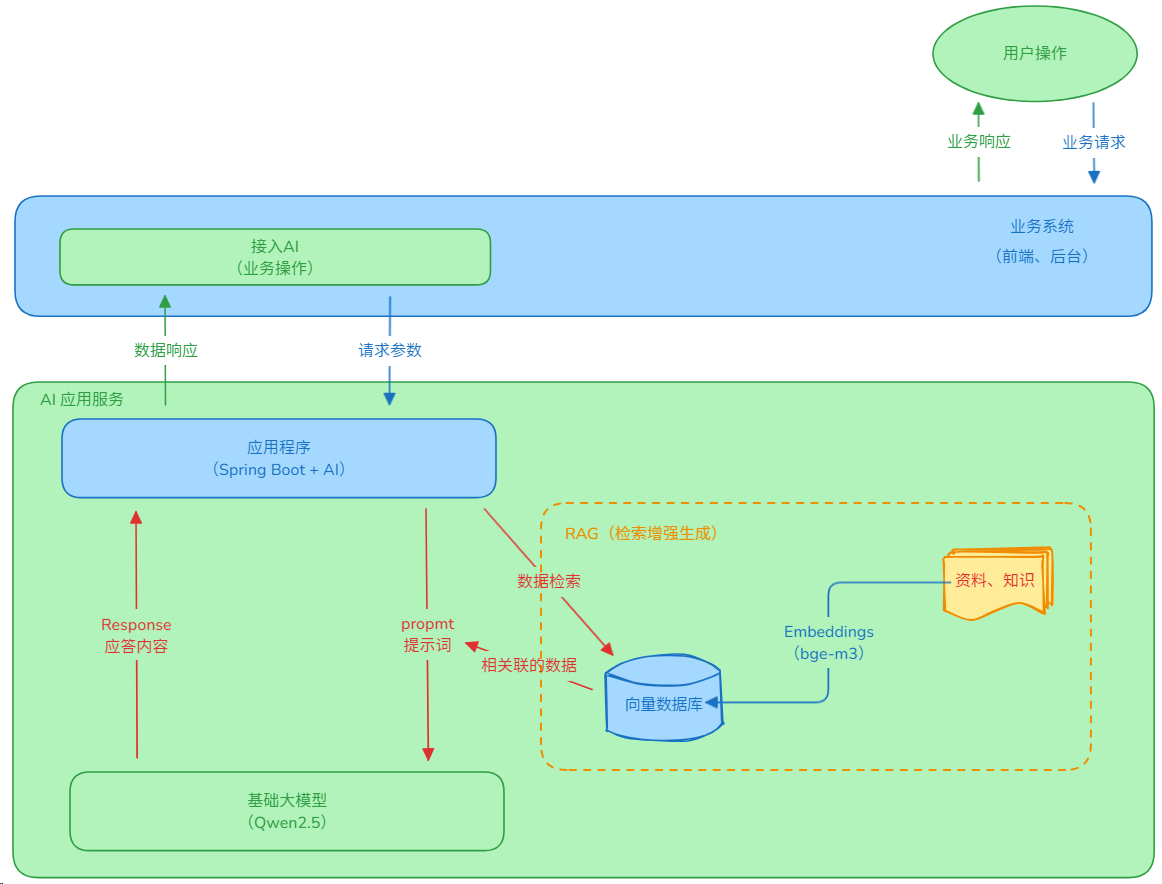 用户操作
业务响应
业务请求
业务系统
（前端、后台）
接入AI
（业务操作）
数据响应
请求参数
AI 应用服务
应用程序
（Spring Boot + AI）
RAG（检索增强生成）
数据检索
资料、知识
Response
应答内容
propmt
提示词
Embeddings
（bge-m3）
相关联的数据
向量数据库
基础大模型
（Qwen2.5）